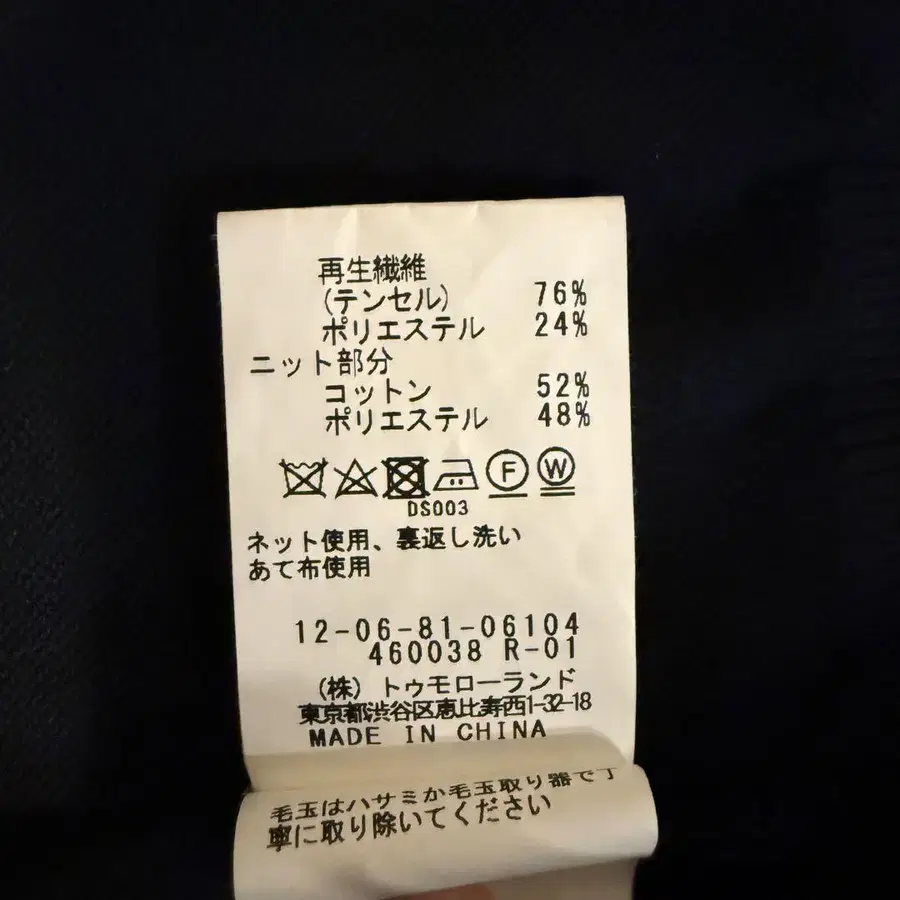 再生繊維
(テンセル) 76%
ポリエステル 24%
ニット部分
コットン 52%
ポリエステル 48%
F W
DS003
ネット使用、裏返し洗い
あて布使用
12-06-81-06104
460038 R-01
(株)トゥモローランド
東京都渋谷区恵比寿西1-32-18
MADE IN CHINA
毛玉はハサミか毛玉取り器で丁
寧に取り除いてください